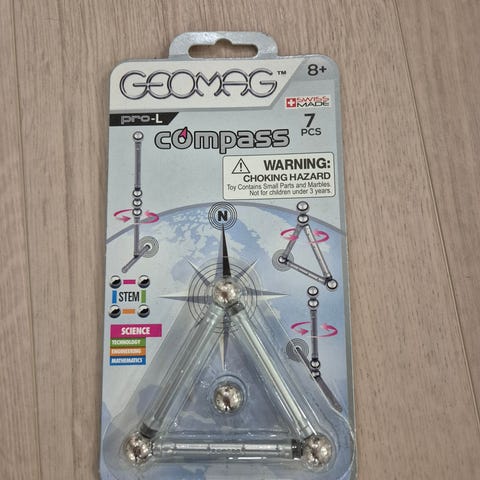 GEOMAG™
8+
SWISS
MADE
pro-L
compass
7
PCS
WARNING:
CHOKING HAZARD
Toy Contains Small Parts and Marbles.
Not for children under 3 years.
N
STEM
SCIENCE
TECHNOLOGY
ENGINEERING
MATHEMATICS